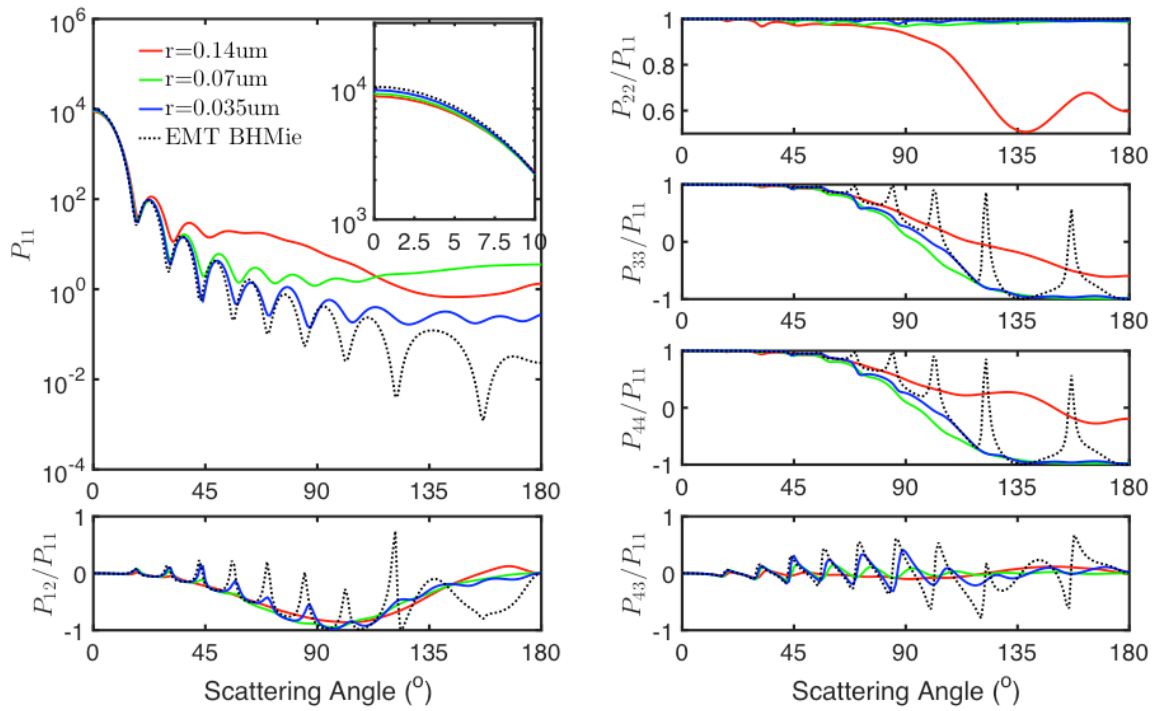 10^6
10^4
10^2
10^0
10^-2
10^-4
P_11
r=0.14um
r=0.07um
r=0.035um
EMT BHMie
10^4
10^3
0 2.5 5 7.5 10
0 45 90 135 180
1
0
-1
P_12/P_11
0 45 90 135 180
Scattering Angle (°)
1
0.8
0.6
P_22/P_11
0 45 90 135 180
1
0
-1
P_33/P_11
0 45 90 135 180
1
0
-1
P_44/P_11
0 45 90 135 180
1
0
-1
P_43/P_11
0 45 90 135 180
Scattering Angle (°)